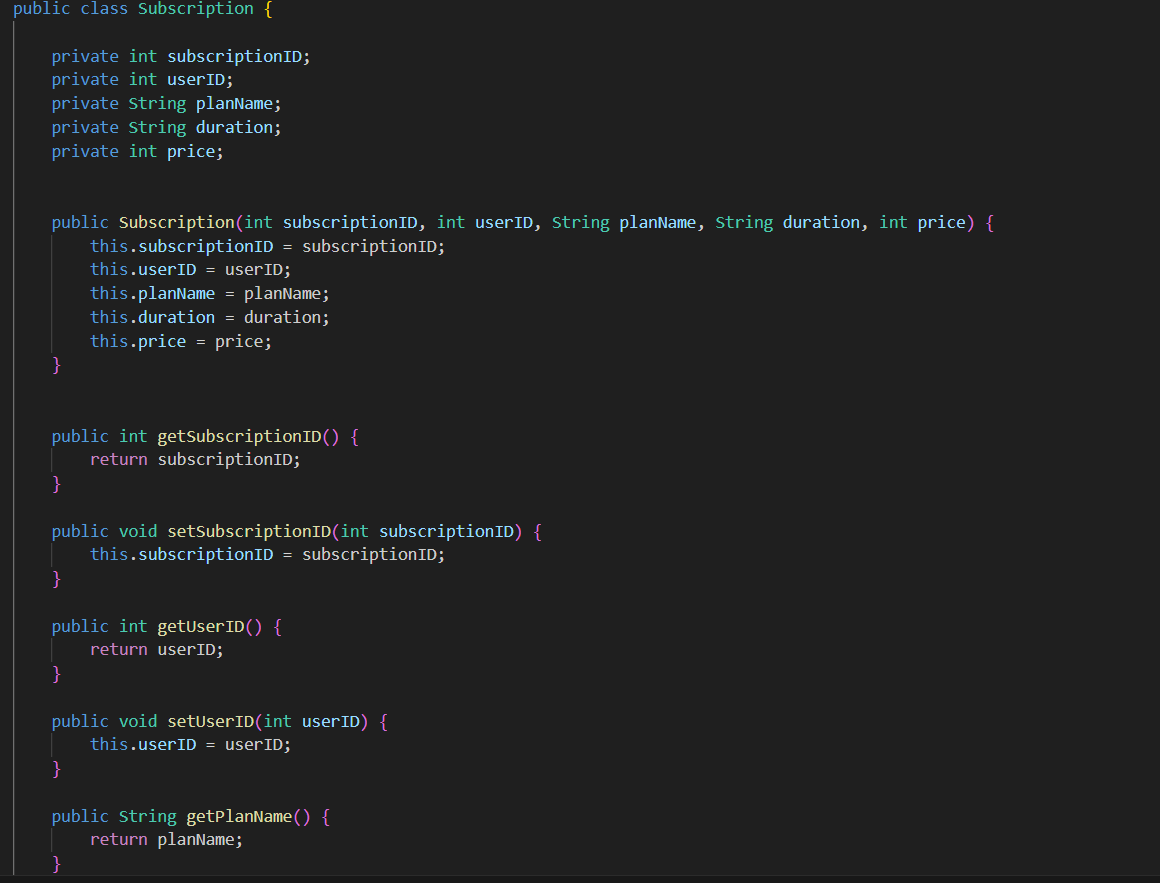 public class Subscription {
private int subscriptionID;
private int userID;
private String planName;
private String duration;
private int price;
public Subscription(int subscriptionID, int userID, String planName, String duration, int price) {
this.subscriptionID = subscriptionID;
this.userID = userID;
this.planName = planName;
this.duration = duration;
this.price = price;
}
public int getSubscriptionID() {
return subscriptionID;
}
public void setSubscriptionID(int subscriptionID) {
this.subscriptionID = subscriptionID;
}
public int getUserID() {
return userID;
}
public void setUserID(int userID) {
this.userID = userID;
}
public String getPlanName() {
return planName;
}